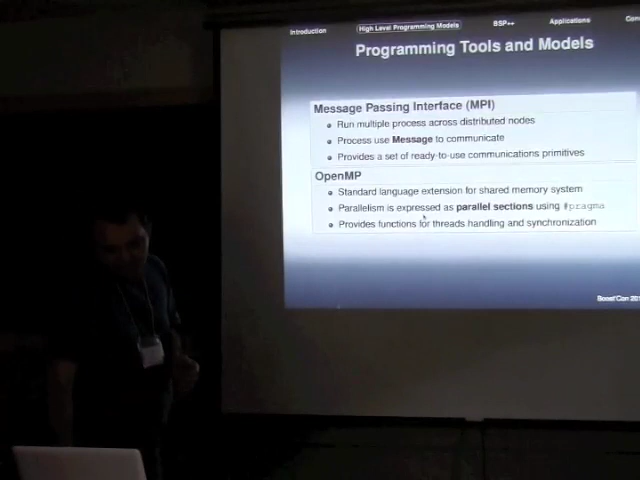 Introduction High Level Programming Models BSP++ Applications
Programming Tools and Models
Message Passing Interface (MPI)
Run multiple process across distributed nodes
Process use Message to communicate
Provides a set of ready-to-use communications primitives
OpenMP
Standard language extension for shared memory system
Parallelism is expressed as parallel sections using #pragma
Provides functions for threads handling and synchronization
Boost'Con